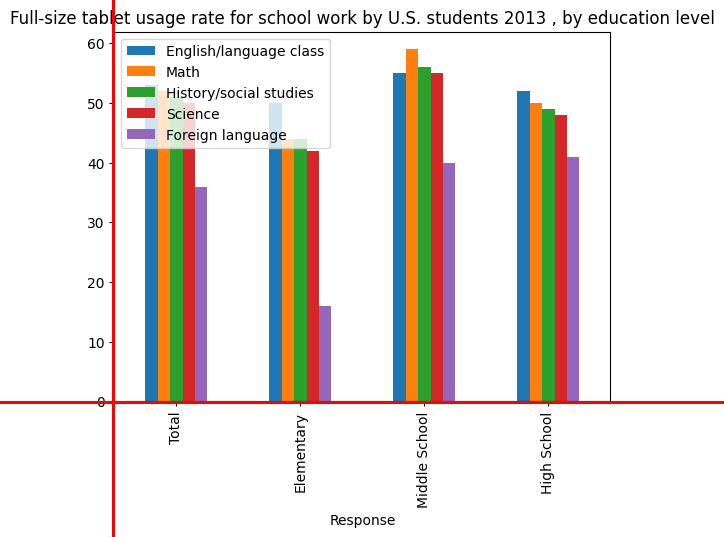 Full-size tablet usage rate for school work by U.S. students 2013 , by education level
60
50
40
30
20
10
0
English/language class
Math
History/social studies
Science
Foreign language
Total
Elementary
Middle School
High School
Response